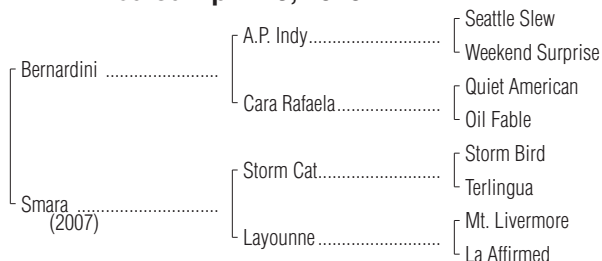 Seattle Slew
A.P. Indy
Weekend Surprise
Bernardini
Quiet American
Cara Rafaela
Oil Fable
Storm Bird
Storm Cat
Terlingua
Smara
(2007)
Mt. Livermore
Layounne
La Affirmed